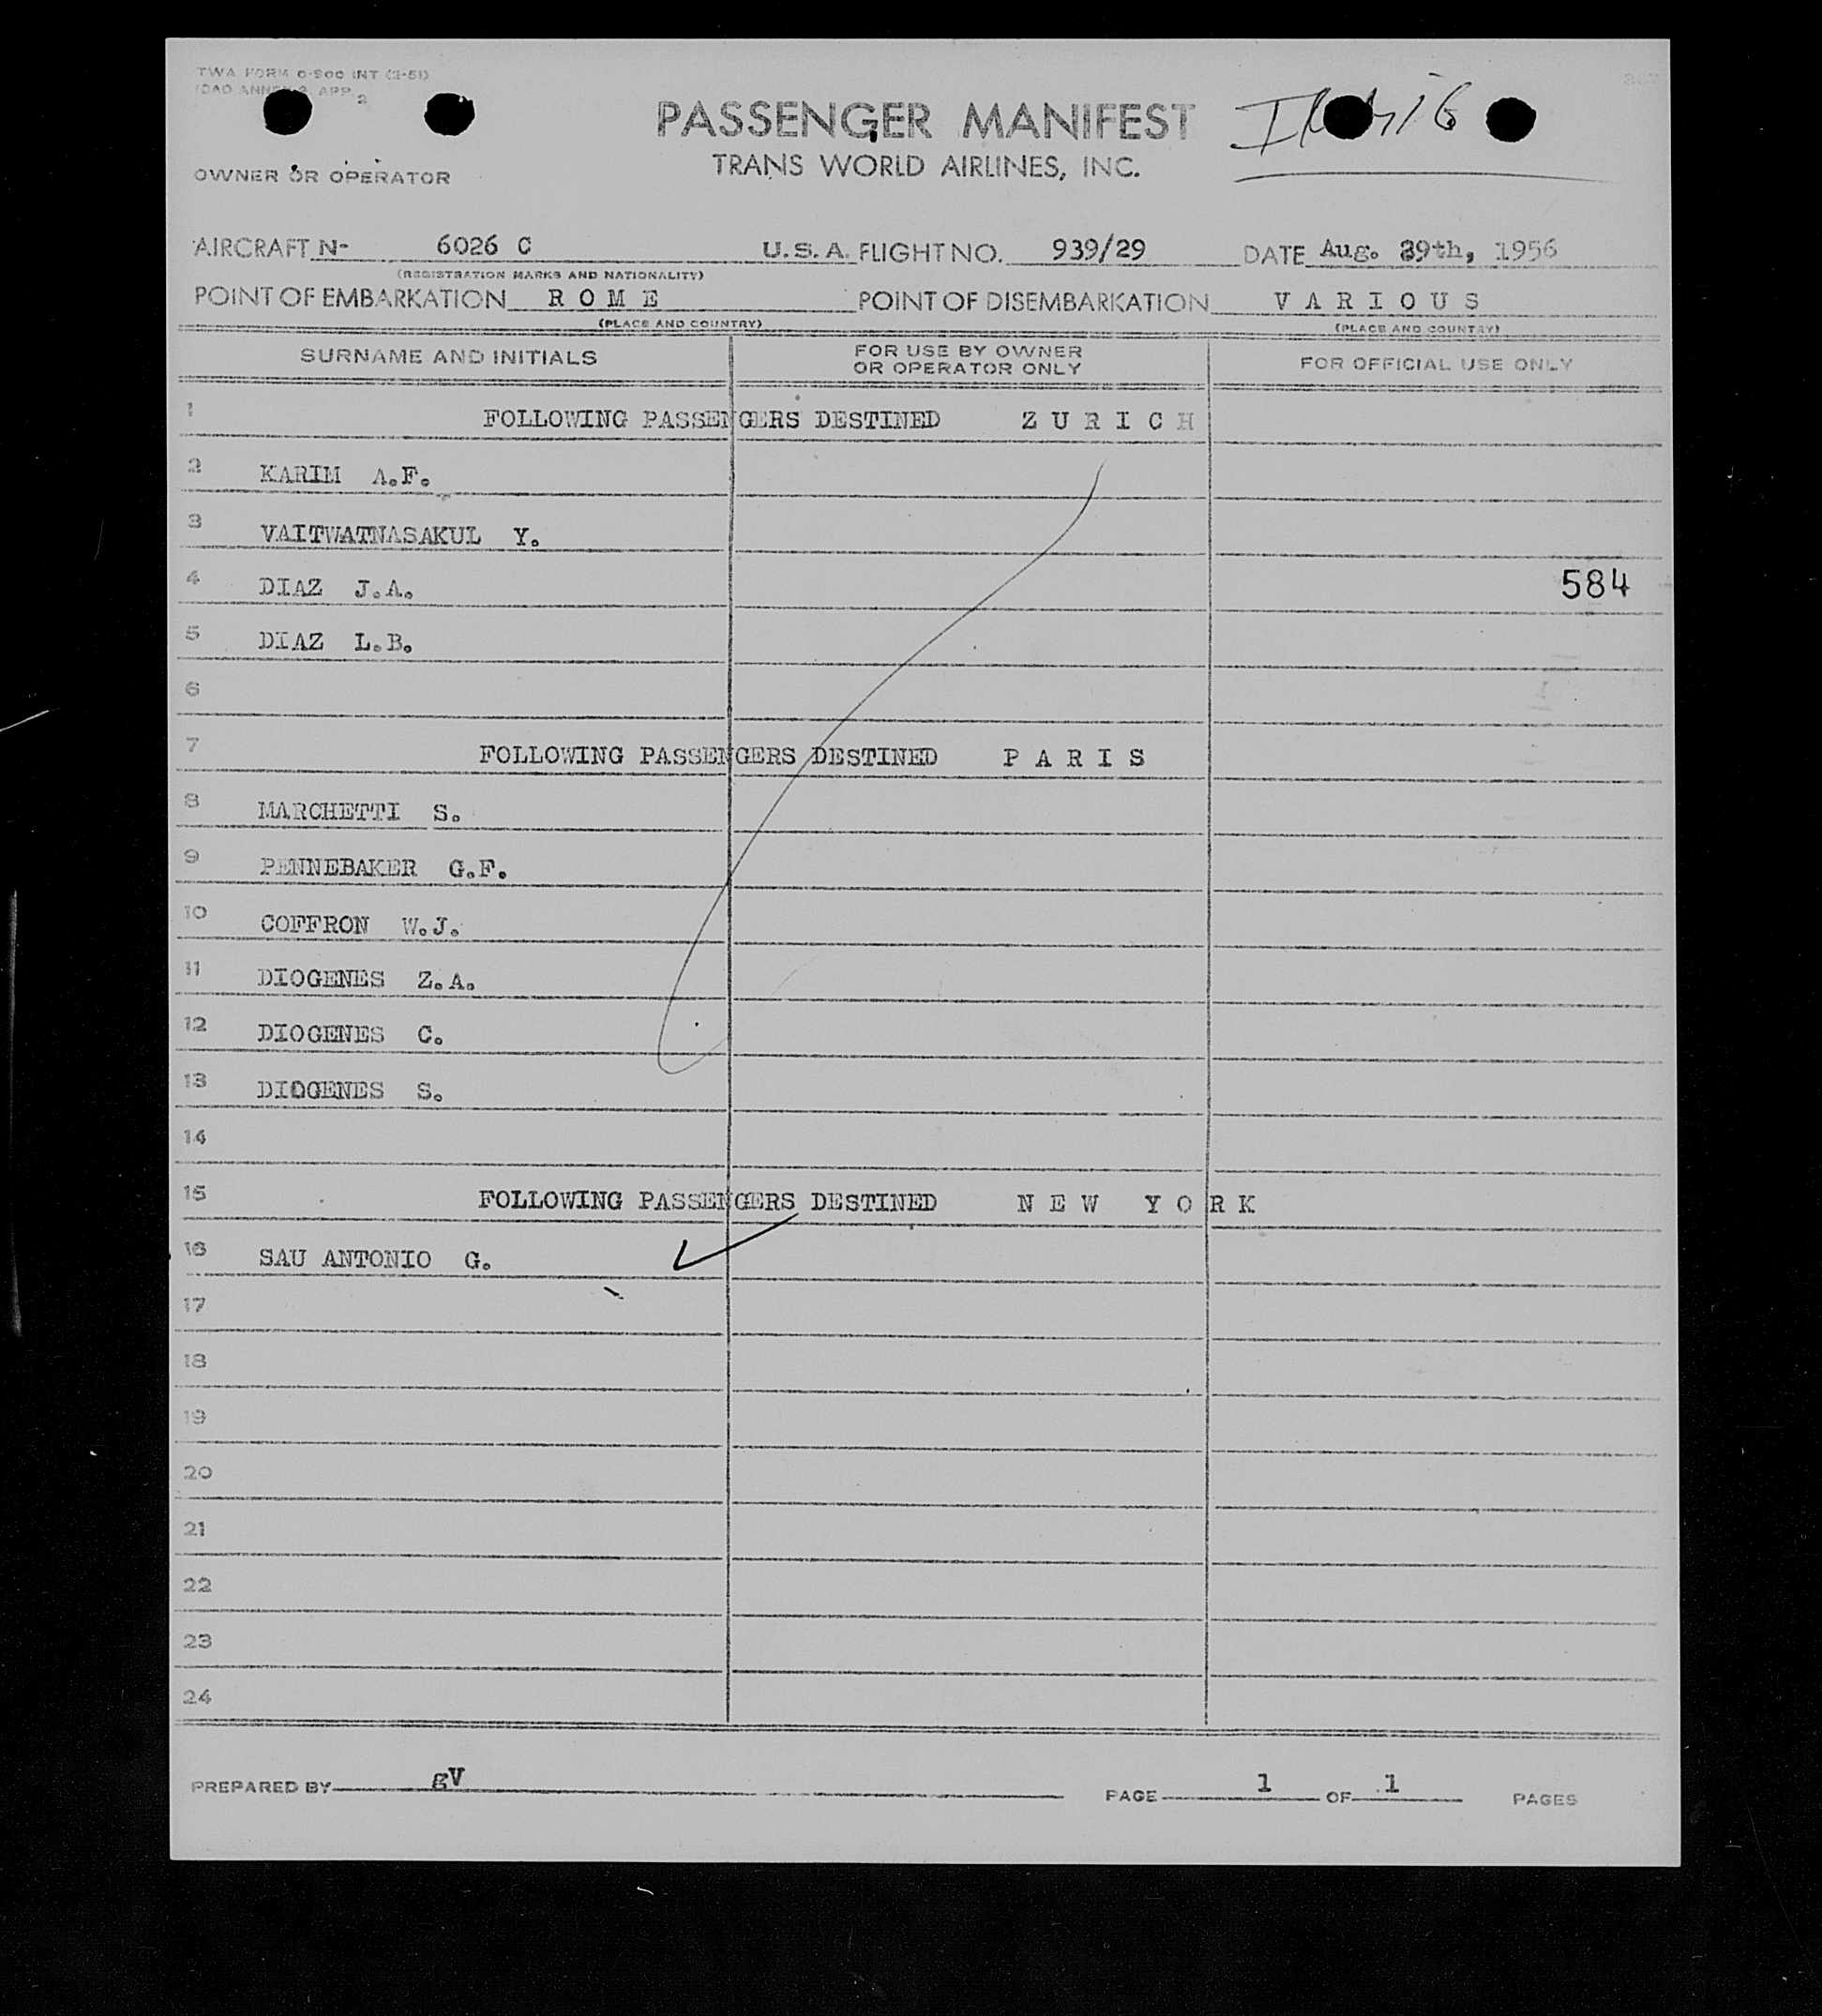 TWA FORM O-900 INT (2-51)
2
PASSENGER MANIFEST
TRANS WORLD AIRLINES, INC.
OWNER OR OPERATOR
AIRCRAFT N- 6026 C U.S.A. FLIGHT NO. 939/29 DATE Aug. 29th, 1956
(REGISTRATION MARKS AND NATIONALITY)
POINT OF EMBARKATION R O M E POINT OF DISEMBARKATION V A R I O U S
(PLACE AND COUNTRY) (PLACE AND COUNTRY)
SURNAME AND INITIALS FOR USE BY OWNER OR OPERATOR ONLY FOR OFFICIAL USE ONLY
1 FOLLOWING PASSENGERS DESTINED Z U R I C H
2 KARIM A.F.
3 VAITWATNASAKUL Y.
4 DIAZ J.A. 584
5 DIAZ L.B.
6
7 FOLLOWING PASSENGERS DESTINED P A R I S
8 MARCHETTI S.
9 PENNEBAKER G.F.
10 COFFRON W.J.
11 DIOGENES Z.A.
12 DIOGENES C.
13 DIOGENES S.
14
15 FOLLOWING PASSENGERS DESTINED N E W Y O R K
16 SAU ANTONIO G.
17
18
19
20
21
22
23
24
PREPARED BY gV PAGE 1 OF 1 PAGES